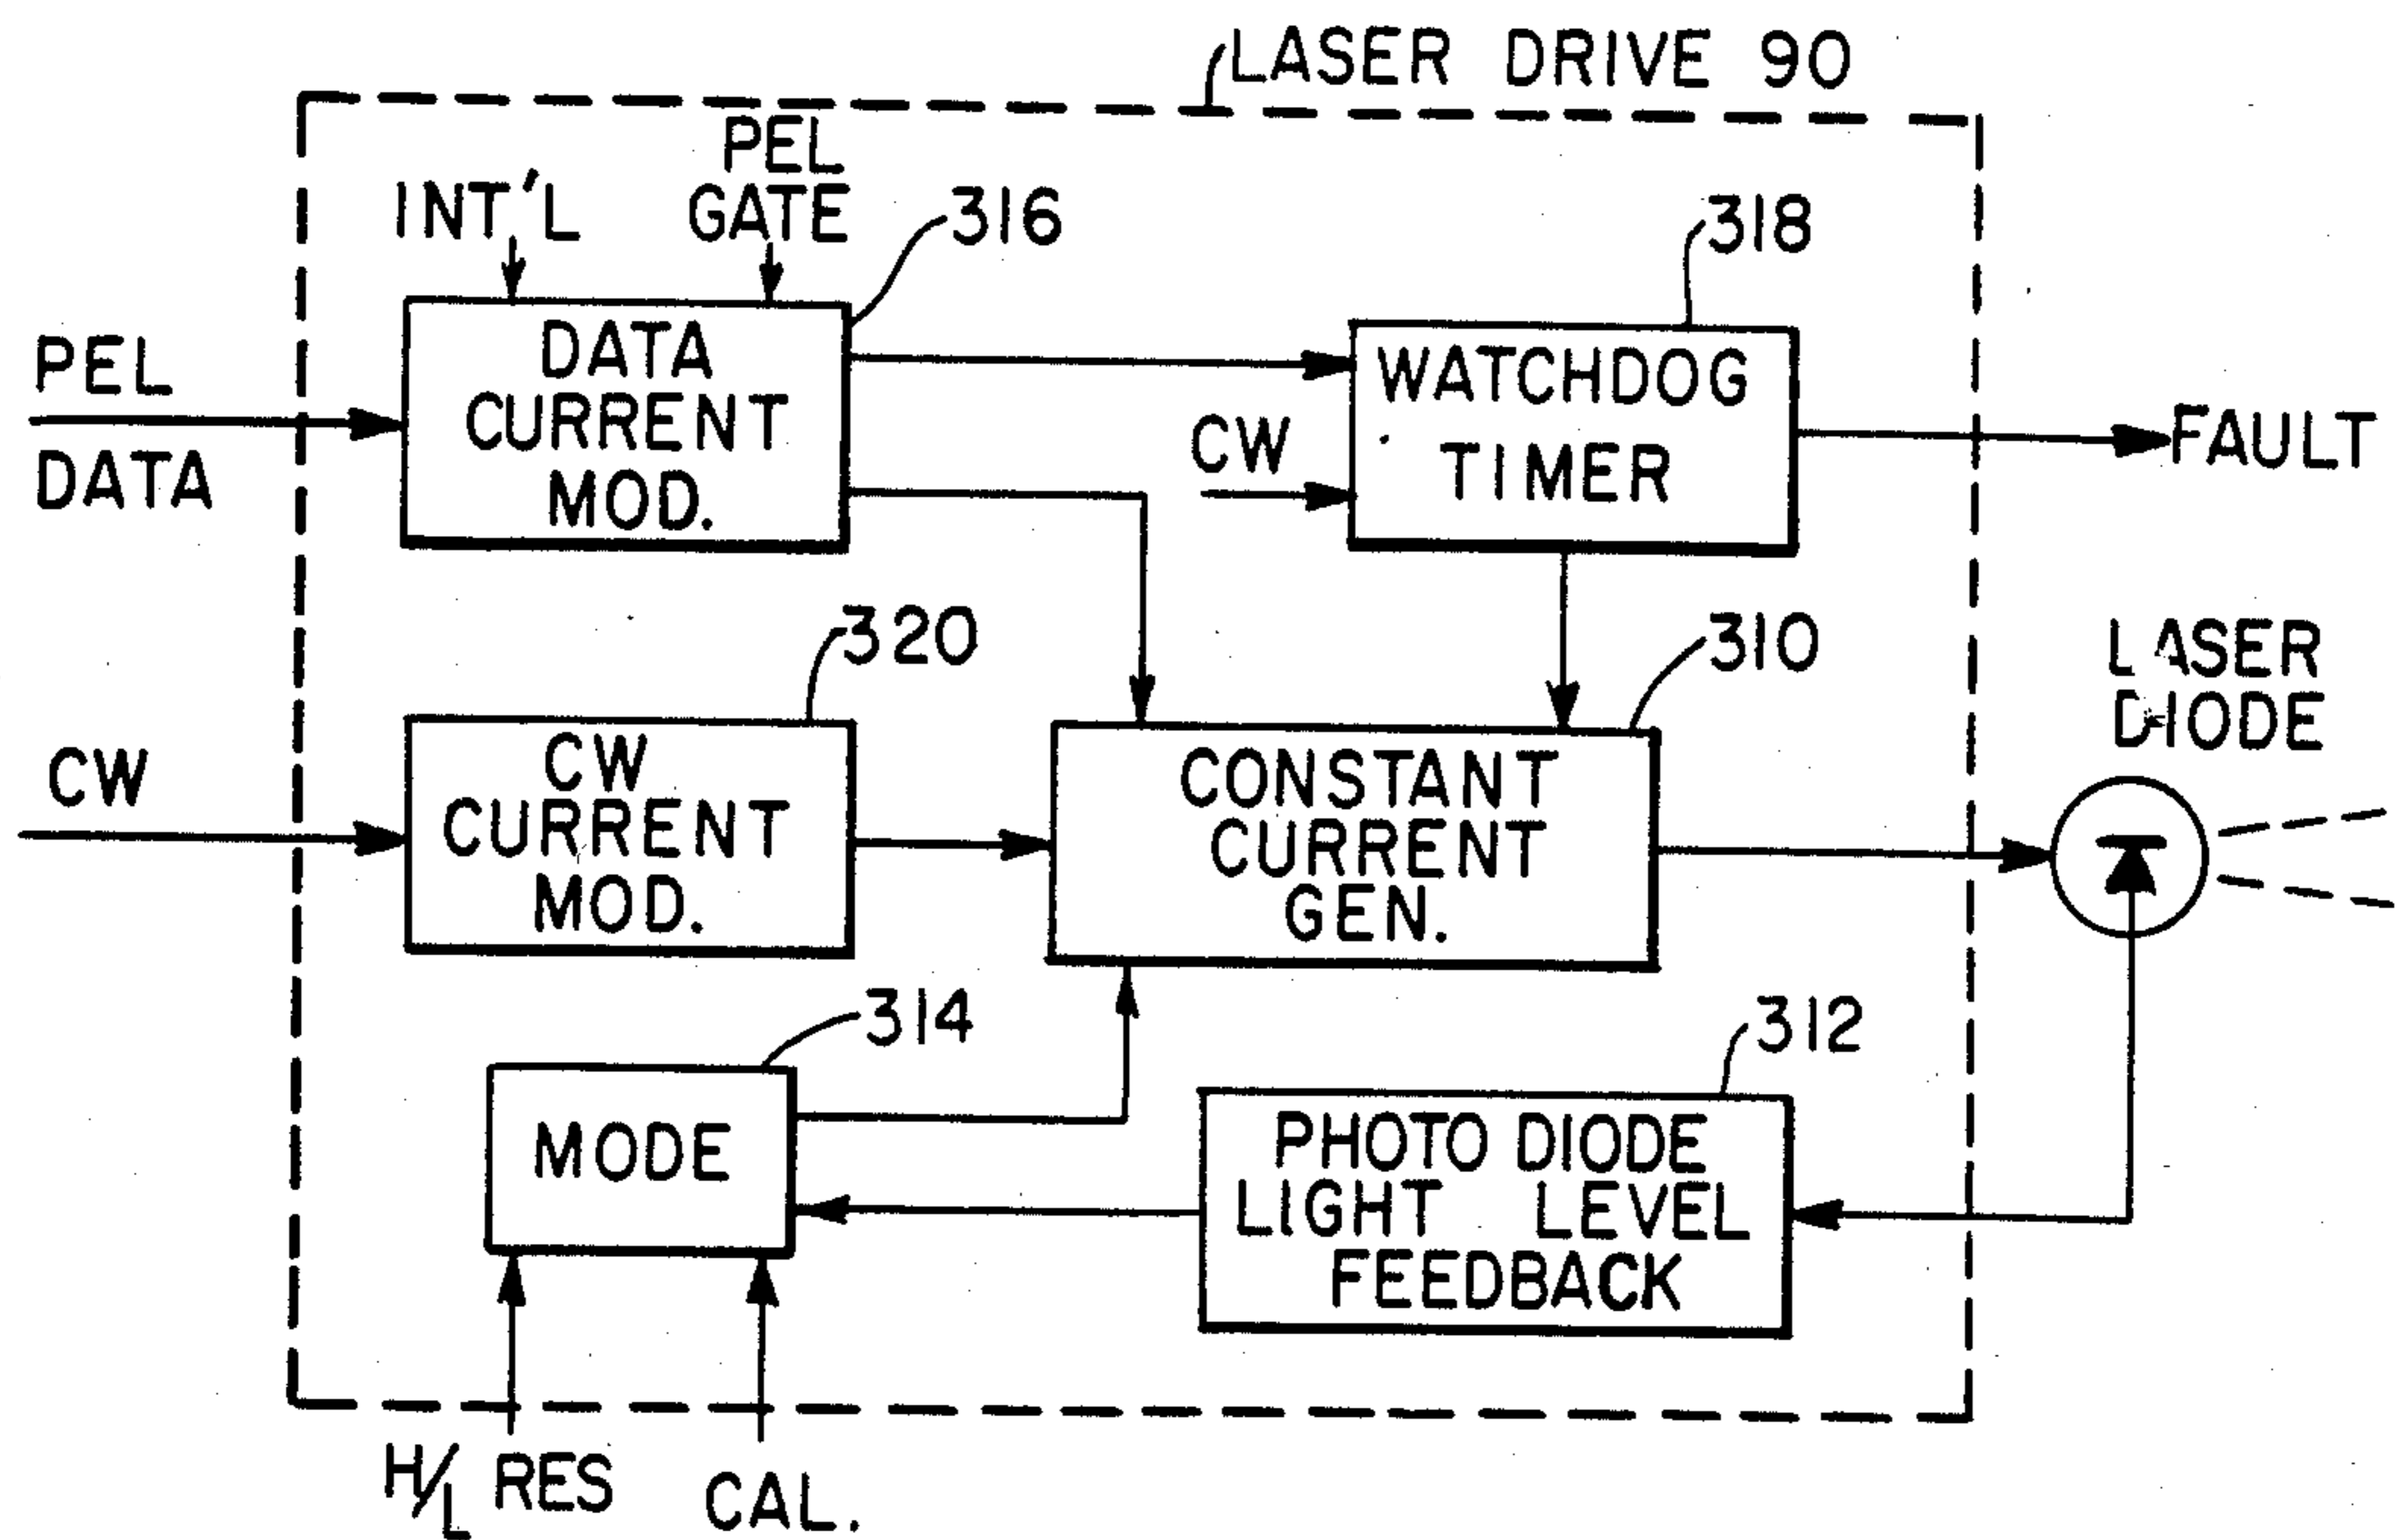 LASER DRIVE 90
PEL
GATE
INT'L
316
318
PEL
DATA
DATA
CURRENT
MOD.
WATCHDOG
TIMER
CW
FAULT
320
310
LASER
DIODE
CW
CW
CURRENT
MOD.
CONSTANT
CURRENT
GEN.
314
312
MODE
PHOTO DIODE
LIGHT LEVEL
FEEDBACK
H/L RES
CAL.